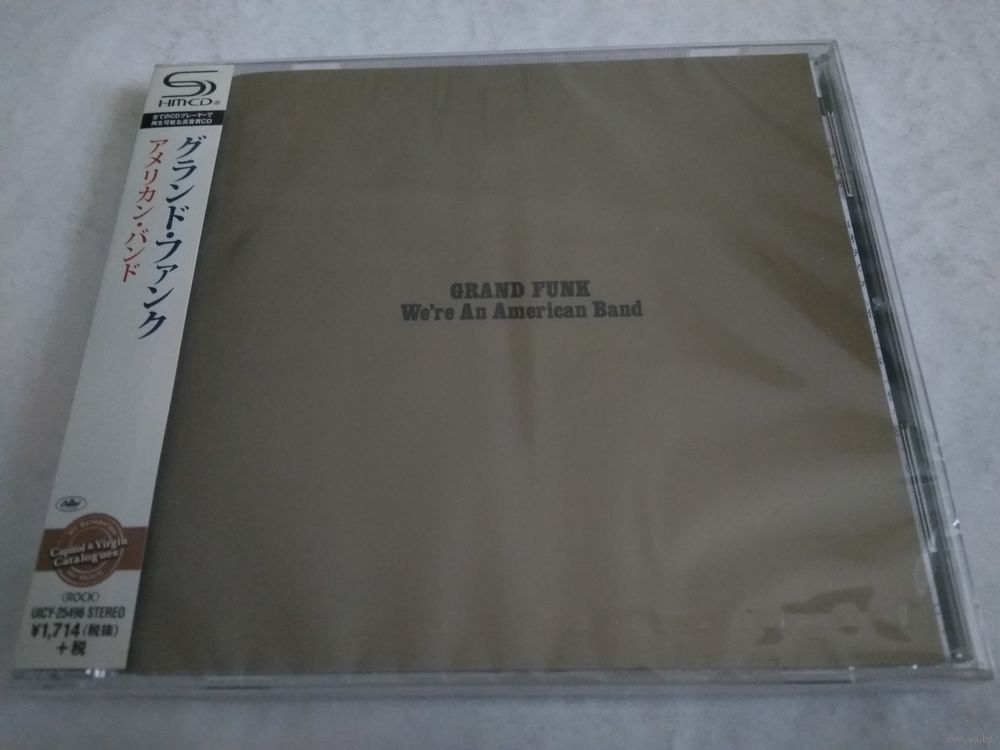 SHM-CD®
全てのCDプレーヤーで
再生可能な高音質CD
グランド・ファンク
アメリカン・バンド
GRAND FUNK
We're An American Band
Capitol
Capitol & Virgin
Catalogues
〈ROCK〉
UICY-25496 STEREO
¥1,714(税抜)
+税